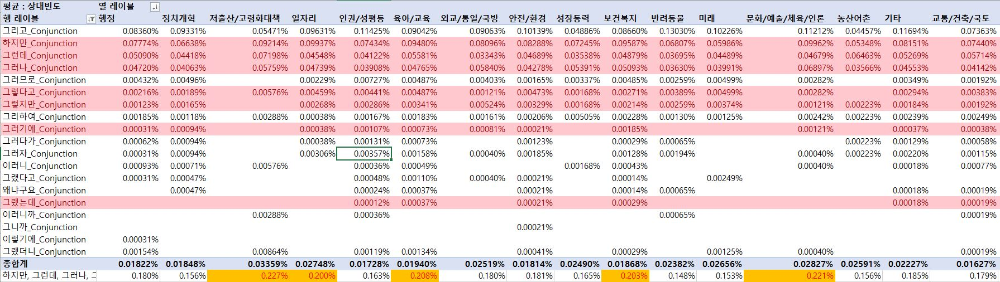 평균 : 상대빈도 열 레이블
행 레이블 행정 정치개혁 저출산/고령화대책 일자리 인권/성평등 육아/교육 외교/통일/국방 안전/환경 성장동력 보건복지 반려동물 미래 문화/예술/체육/언론 농산어촌 기타 교통/건축/국토
그리고_Conjunction 0.08360% 0.09331% 0.05471% 0.09631% 0.11425% 0.09042% 0.09063% 0.10139% 0.04886% 0.08660% 0.13030% 0.10226% 0.11212% 0.04457% 0.11694% 0.07363%
하지만_Conjunction 0.07774% 0.06638% 0.09214% 0.09937% 0.07434% 0.09480% 0.08096% 0.08288% 0.07245% 0.09587% 0.06807% 0.05986% 0.09962% 0.05348% 0.08151% 0.07440%
그런데_Conjunction 0.05090% 0.04418% 0.07198% 0.04548% 0.04122% 0.05581% 0.03343% 0.04689% 0.03538% 0.04879% 0.03695% 0.04489% 0.04679% 0.06463% 0.05269% 0.05714%
그러나_Conjunction 0.04720% 0.04063% 0.05759% 0.04739% 0.03908% 0.04765% 0.05840% 0.04278% 0.05391% 0.05093% 0.03630% 0.03991% 0.06897% 0.03566% 0.04553% 0.04142%
그러므로_Conjunction 0.00432% 0.00496% 0.00229% 0.00727% 0.00487% 0.00403% 0.00165% 0.00337% 0.00485% 0.00259% 0.00499% 0.00282% 0.00349% 0.00192%
그렇다고_Conjunction 0.00216% 0.00189% 0.00576% 0.00459% 0.00441% 0.00487% 0.00121% 0.00473% 0.00168% 0.00271% 0.00389% 0.00499% 0.00282% 0.00294% 0.00383%
그렇지만_Conjunction 0.00123% 0.00165% 0.00268% 0.00286% 0.00341% 0.00524% 0.00329% 0.00168% 0.00214% 0.00259% 0.00374% 0.00121% 0.00223% 0.00184% 0.00192%
그리하여_Conjunction 0.00185% 0.00118% 0.00288% 0.00038% 0.00167% 0.00183% 0.00161% 0.00206% 0.00505% 0.00228% 0.00130% 0.00125% 0.00242% 0.00223% 0.00239% 0.00249%
그러기에_Conjunction 0.00031% 0.00094% 0.00038% 0.00107% 0.00073% 0.00081% 0.00021% 0.00185% 0.00121% 0.00037% 0.00038%
그러다가_Conjunction 0.00062% 0.00094% 0.00038% 0.00131% 0.00073% 0.00123% 0.00029% 0.00065% 0.00223% 0.00129% 0.00058%
그러자_Conjunction 0.00031% 0.00094% 0.00306% 0.00357% 0.00158% 0.00040% 0.00185% 0.00128% 0.00194% 0.00040% 0.00223% 0.00220% 0.00115%
이러니_Conjunction 0.00093% 0.00071% 0.00576% 0.00036% 0.00049% 0.00168% 0.00043% 0.00040% 0.00018% 0.00077%
그랬다고_Conjunction 0.00031% 0.00047% 0.00048% 0.00110% 0.00040% 0.00021% 0.00014% 0.00249%
왜냐구요_Conjunction 0.00047% 0.00024% 0.00037% 0.00021% 0.00014% 0.00065% 0.00018% 0.00019%
그랬는데_Conjunction 0.00012% 0.00037% 0.00021% 0.00029% 0.00018% 0.00019%
이러니까_Conjunction 0.00288% 0.00036% 0.00065% 0.00019%
그니까_Conjunction 0.00021%
이렇기에_Conjunction 0.00031%
그랬더니_Conjunction 0.00154% 0.00864% 0.00119% 0.00134% 0.00041% 0.00029% 0.00125% 0.00040% 0.00019%
총합계 0.01822% 0.01848% 0.03359% 0.02748% 0.01728% 0.01940% 0.02519% 0.01814% 0.02490% 0.01868% 0.02382% 0.02656% 0.02827% 0.02591% 0.02227% 0.01627%
하지만, 그런데, 그러나, 0.180% 0.156% 0.227% 0.200% 0.163% 0.208% 0.180% 0.181% 0.165% 0.203% 0.148% 0.153% 0.221% 0.156% 0.185% 0.179%